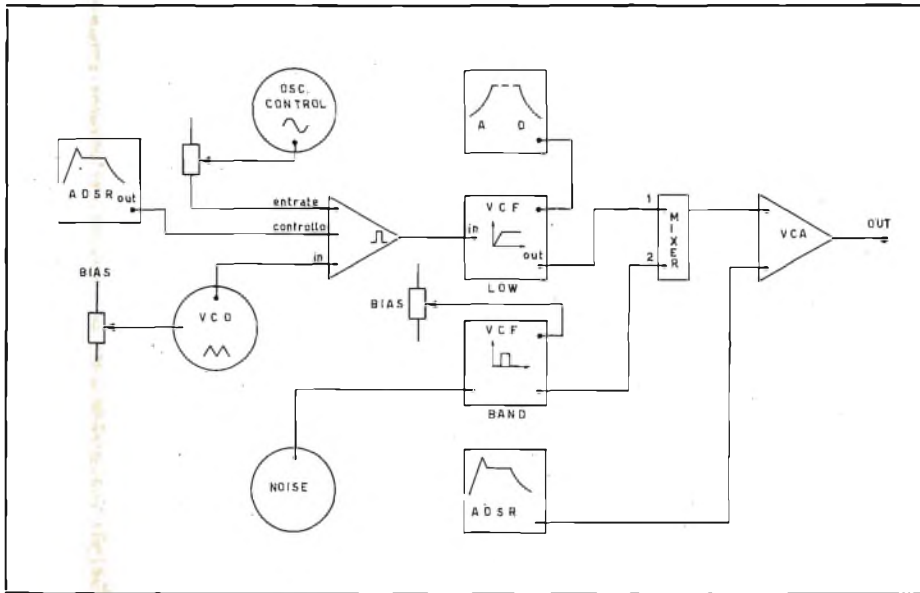 OSC.
CONTROL
A D
ADSR out
entrate
controllo
in
VCF
in
out
LOW
1
2
MIXER
VCA
OUT
BIAS
VCO
BIAS
VCF
BAND
NOISE
ADSR